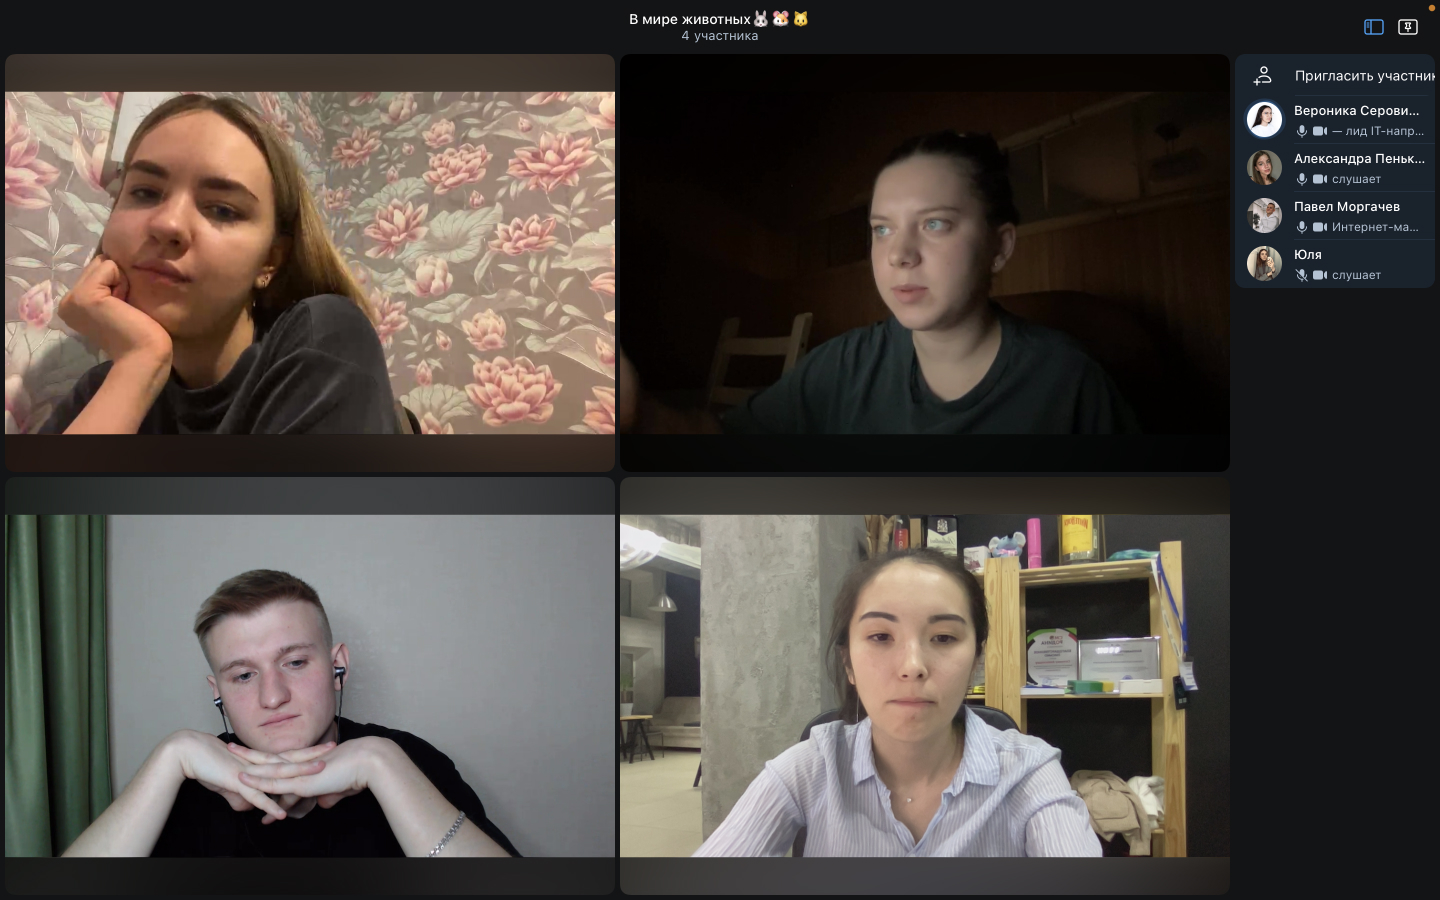 В мире животных🐰🐹🐱
4 участника
Пригласить участник
Вероника Серови...
— лид IT-напр...
Александра Пеньк...
слушает
Павел Моргачев
Интернет-ма...
Юля
слушает